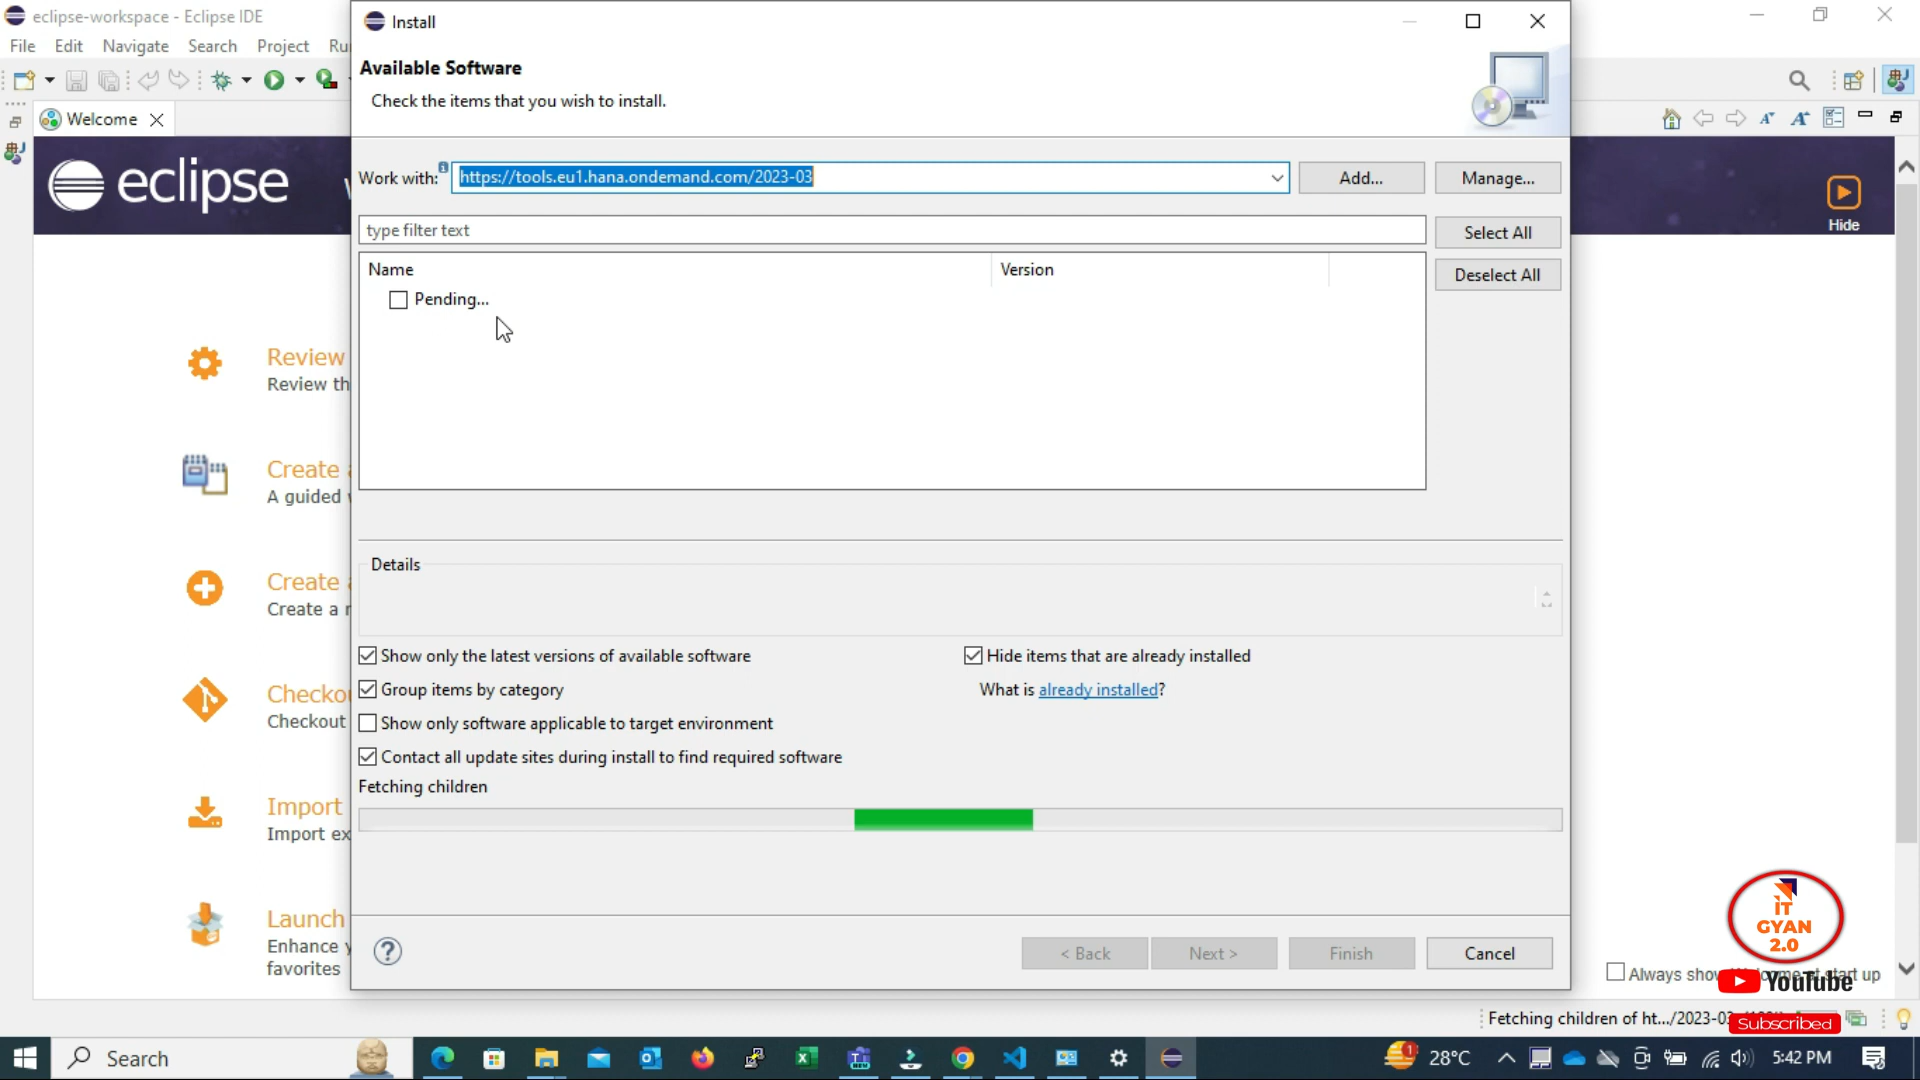 eclipse-workspace - Eclipse IDE
File Edit Navigate Search Project Ru
Welcome
eclipse
Hide
Review
Review th
Create
A guided
Create
Create a
Checko
Checkout
Import
Import ex
Launch
Enhance
favorites
Install
Available Software
Check the items that you wish to install.
Work with: https://tools.eu1.hana.ondemand.com/2023-03 Add... Manage...
type filter text
Select All
Deselect All
Name Version
Pending...
Details
Show only the latest versions of available software
Hide items that are already installed
Group items by category
What is already installed?
Show only software applicable to target environment
Contact all update sites during install to find required software
Fetching children
< Back Next > Finish Cancel
iT
GYAN
2.0
YouTube
Subscribed
Always show at start up
Fetching children of ht.../2023-03
Search
28°C
5:42 PM